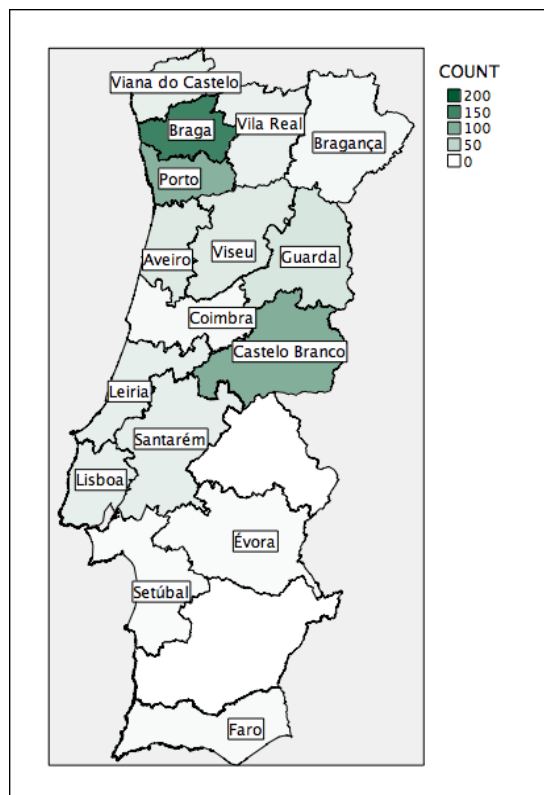 COUNT
200
150
100
50
0
Viana do Castelo
Braga
Vila Real
Bragança
Porto
Aveiro
Viseu
Guarda
Coimbra
Castelo Branco
Leiria
Santarém
Lisboa
Évora
Setúbal
Faro